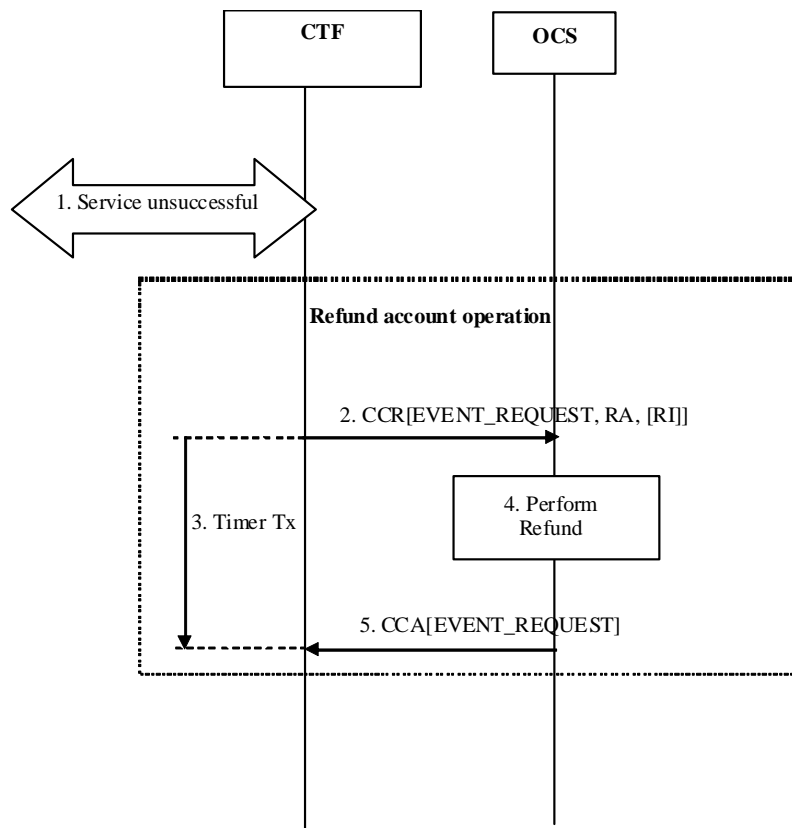 CTF
OCS
1. Service unsuccessful
Refund account operation
2. CCR[EVENT_REQUEST, RA, [RI]]
3. Timer Tx
4. Perform
Refund
5. CCA[EVENT_REQUEST]